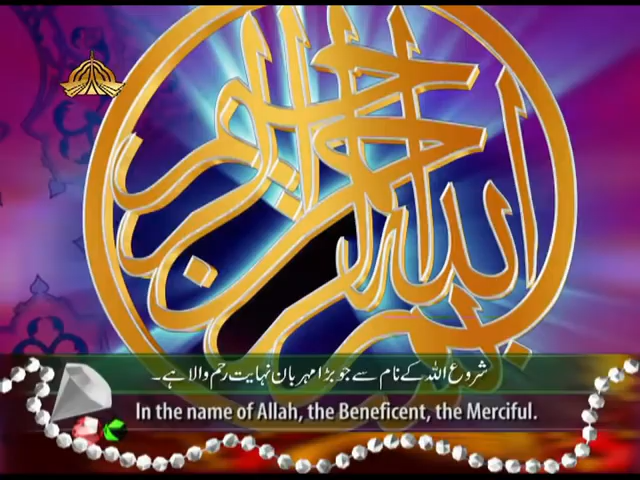 بسم الله الرحمن الرحيم
شروع اللہ کے نام سے جو بڑا مہربان نہایت رحم والا ہے۔
In the name of Allah, the Beneficent, the Merciful.